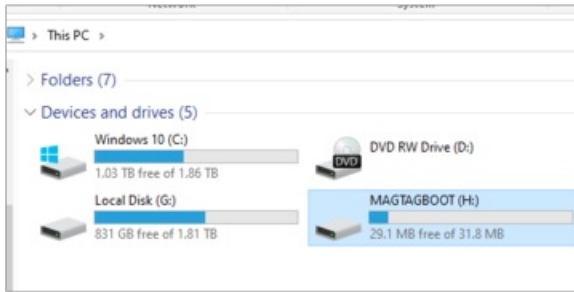 This PC
Folders (7)
Devices and drives (5)
Windows 10 (C:)
1.03 TB free of 1.86 TB
DVD RW Drive (D:)
DVD
Local Disk (G:)
831 GB free of 1.81 TB
MAGTAGBOOT (H:)
29.1 MB free of 31.8 MB